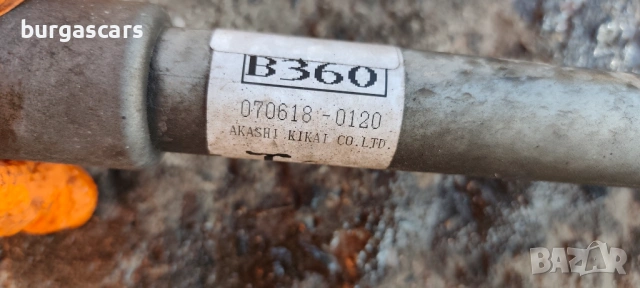 burgascars
B360
070618-0120
AKASHI KIKAI CO.LTD.
BAZAR